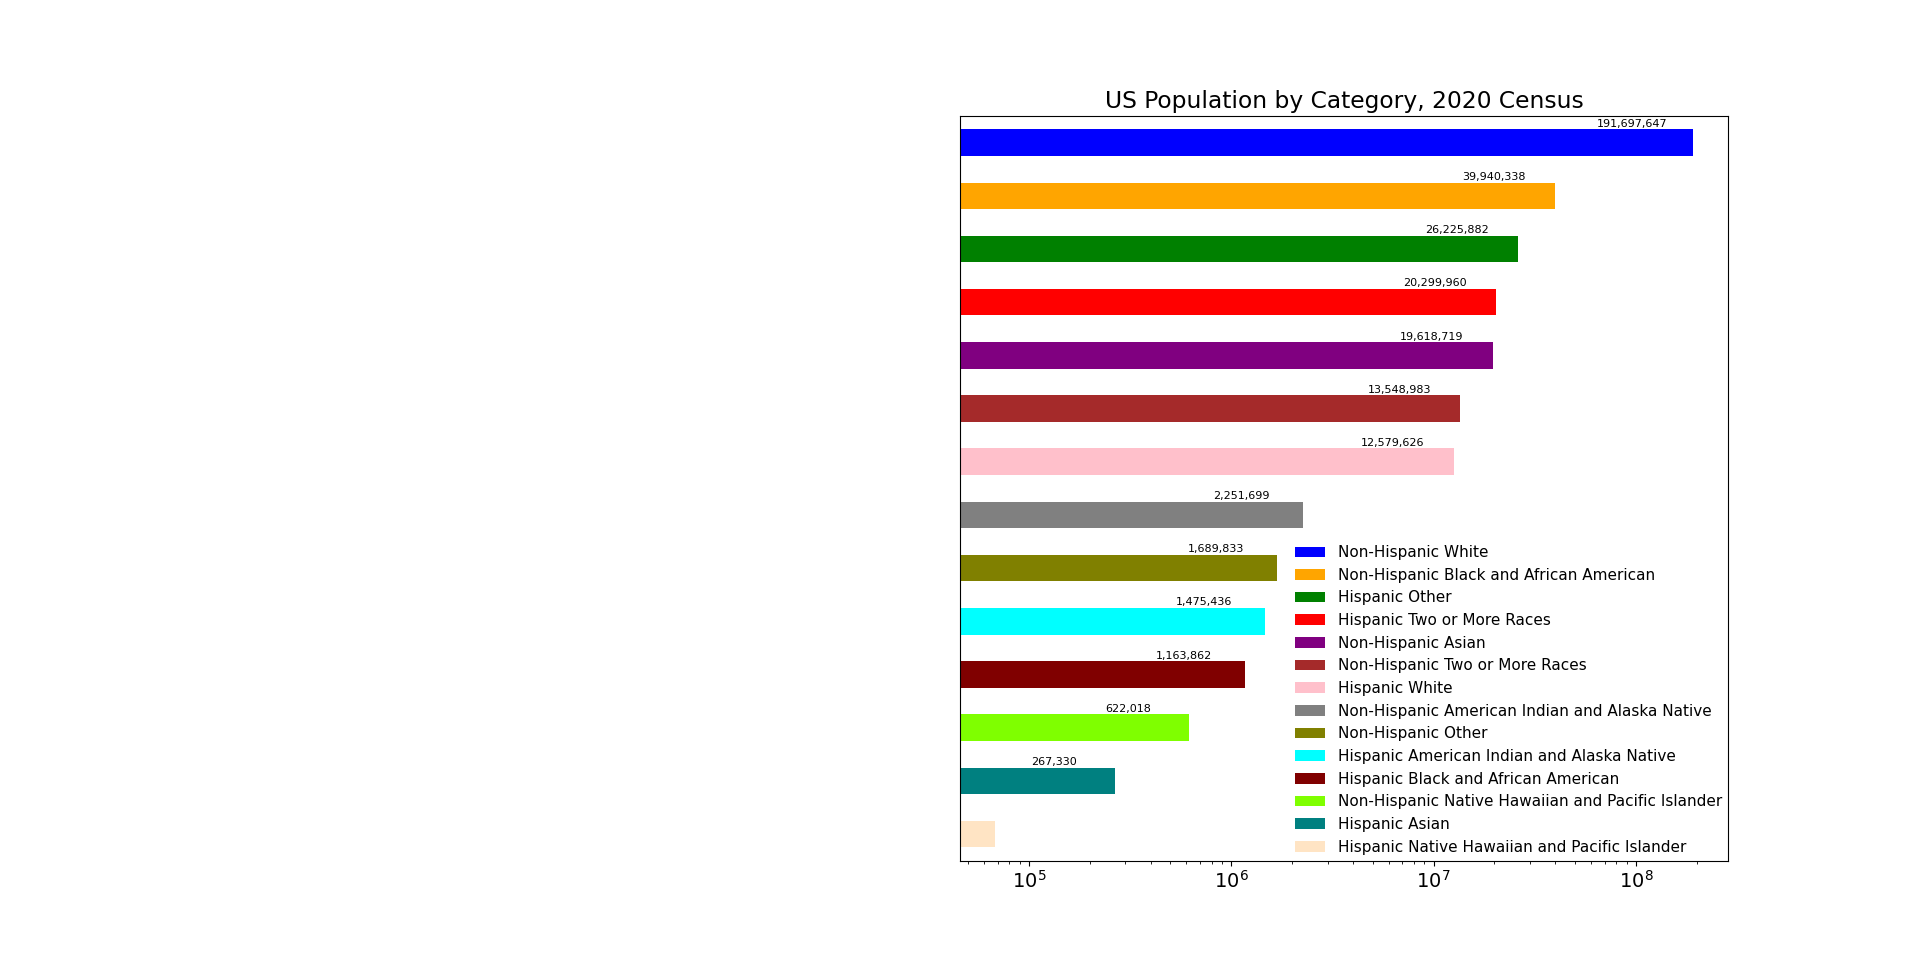 US Population by Category, 2020 Census
191,697,647
39,940,338
26,225,882
20,299,960
19,618,719
13,548,983
12,579,626
2,251,699
1,689,833
1,475,436
1,163,862
622,018
267,330
Non-Hispanic White
Non-Hispanic Black and African American
Hispanic Other
Hispanic Two or More Races
Non-Hispanic Asian
Non-Hispanic Two or More Races
Hispanic White
Non-Hispanic American Indian and Alaska Native
Non-Hispanic Other
Hispanic American Indian and Alaska Native
Hispanic Black and African American
Non-Hispanic Native Hawaiian and Pacific Islander
Hispanic Asian
Hispanic Native Hawaiian and Pacific Islander
10⁵ 10⁶ 10⁷ 10⁸